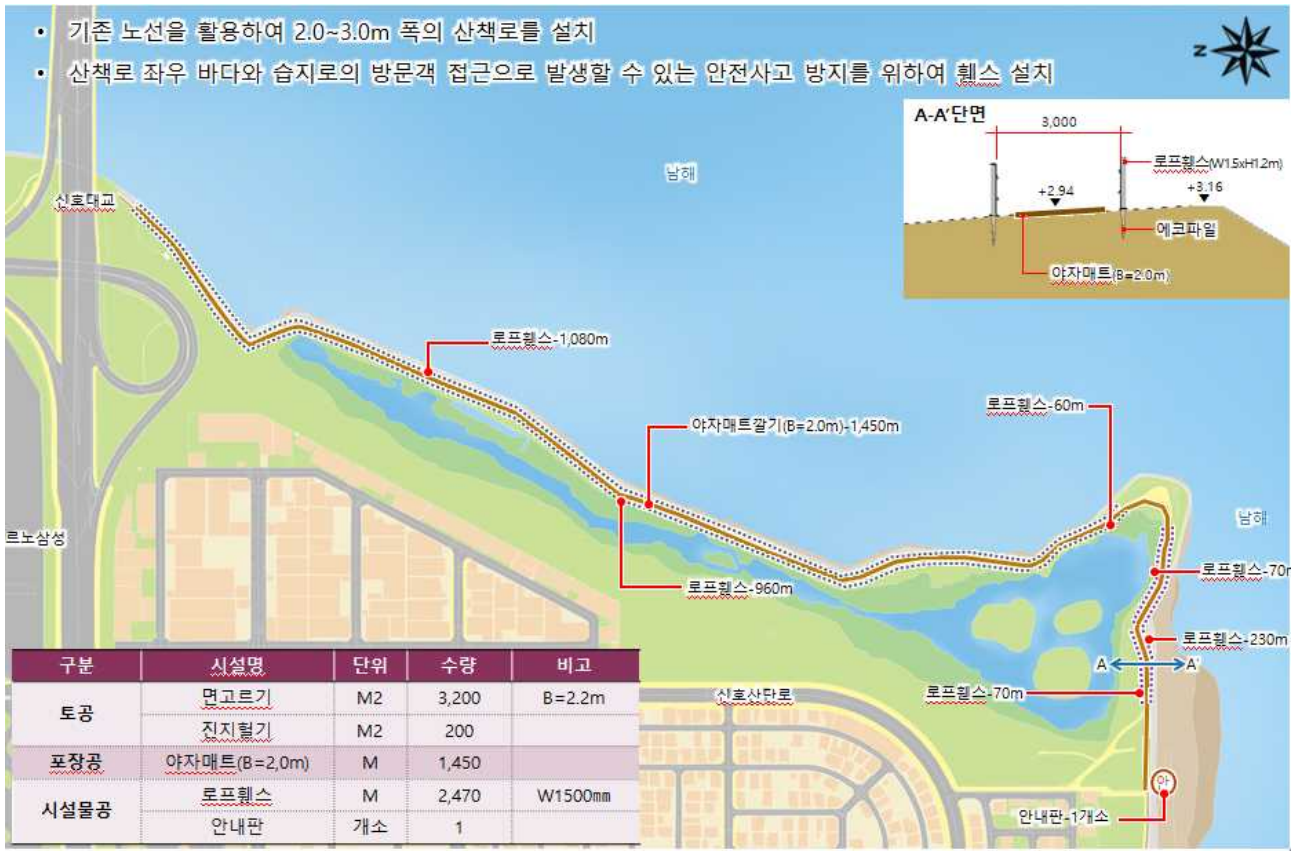 • 기존 노선을 활용하여 2.0~3.0m 폭의 산책로를 설치
• 산책로 좌우 바다와 습지로의 방문객 접근으로 발생할 수 있는 안전사고 방지를 위하여 휀스 설치
N
A-A'단면
3,000
로프휀스(W1.5xH1.2m)
+2.94
+3.16
에코파일
야자매트(B=2.0m)
남해
신호대교
로프휀스-1,080m
로프휀스-60m
야자매트깔기(B=2.0m)-1,450m
남해
르노삼성
로프휀스-70m
로프휀스-960m
로프휀스-230m
A A'
신호산단로
로프휀스-70m
안
안내판-1개소
구분 시설명 단위 수량 비고
토공 면고르기 M2 3,200 B=2.2m
진지헐기 M2 200
포장공 야자매트(B=2,0m) M 1,450
시설물공 로프휀스 M 2,470 W1500㎜
안내판 개소 1